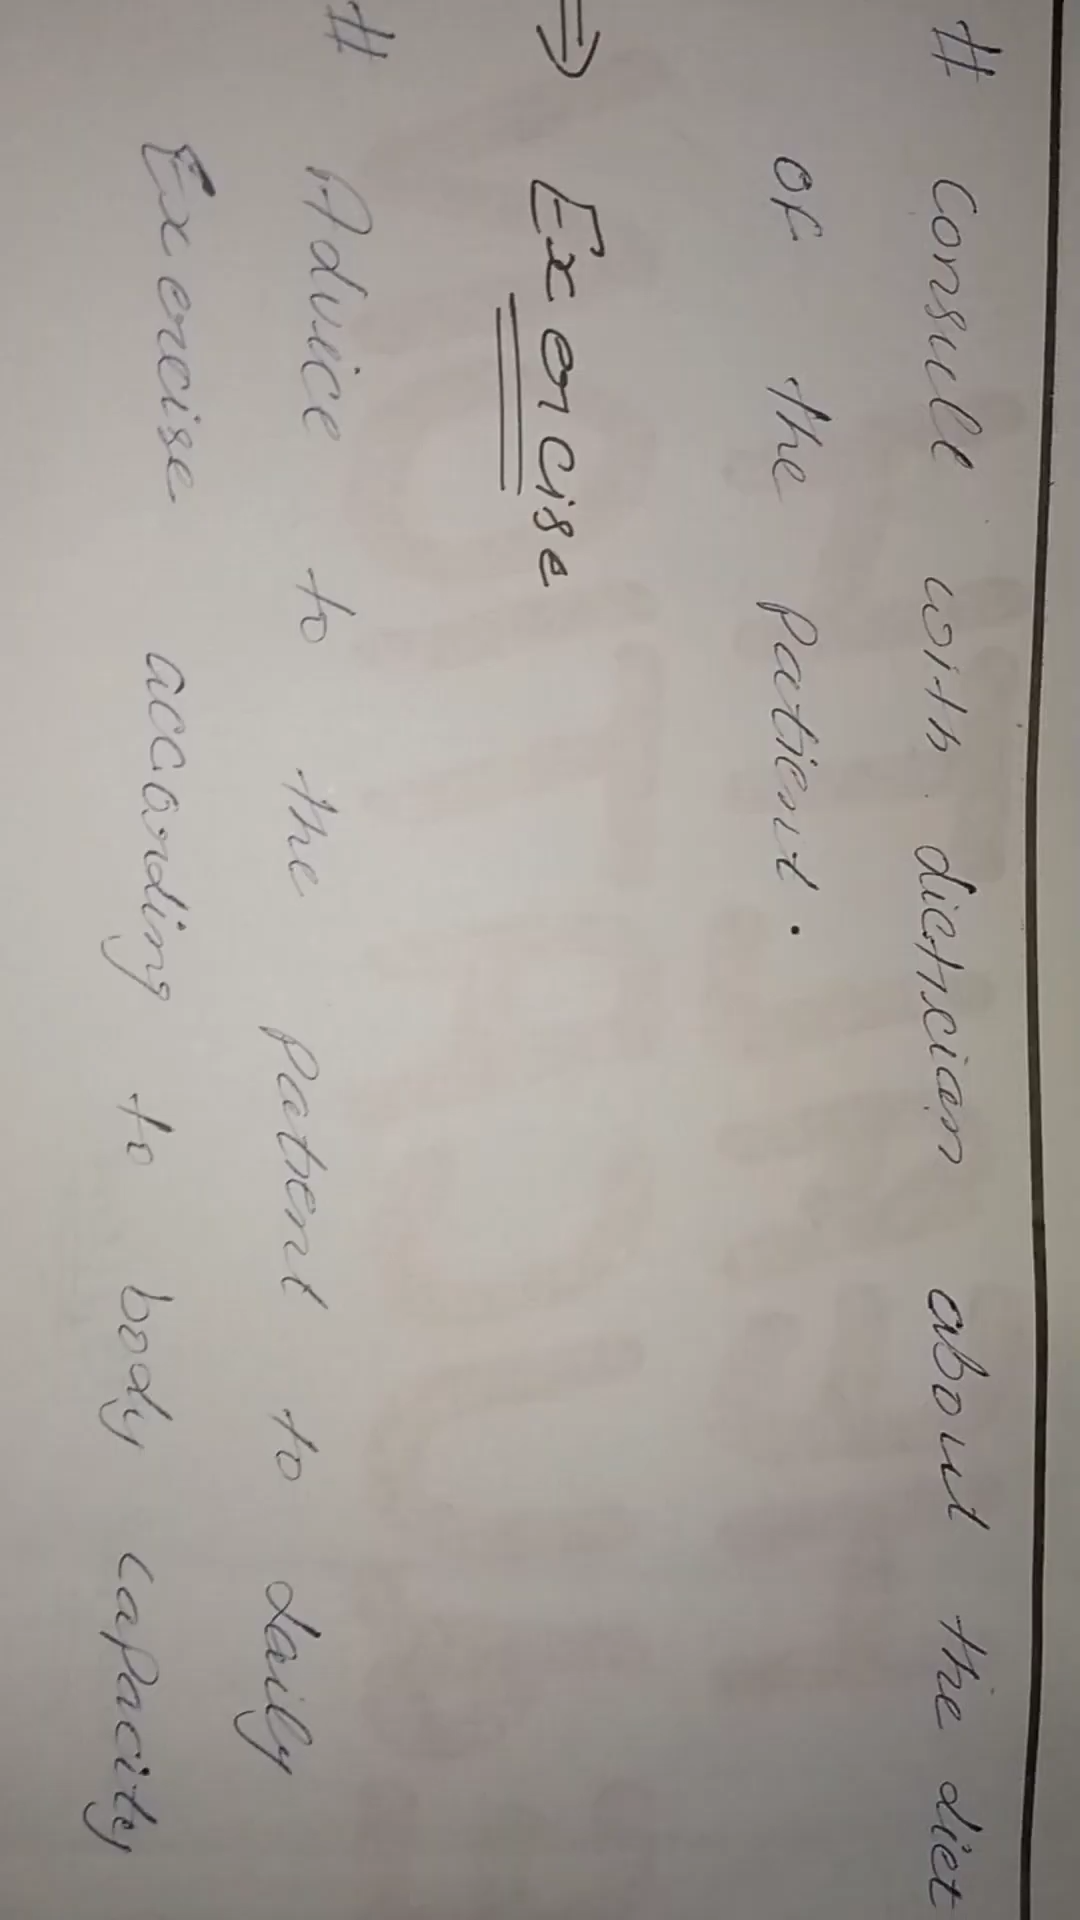 # Consult with dietician about the diet
of the patient.
⇒ Exercise
# Advice to the patient to daily
Exercise according to body capacity